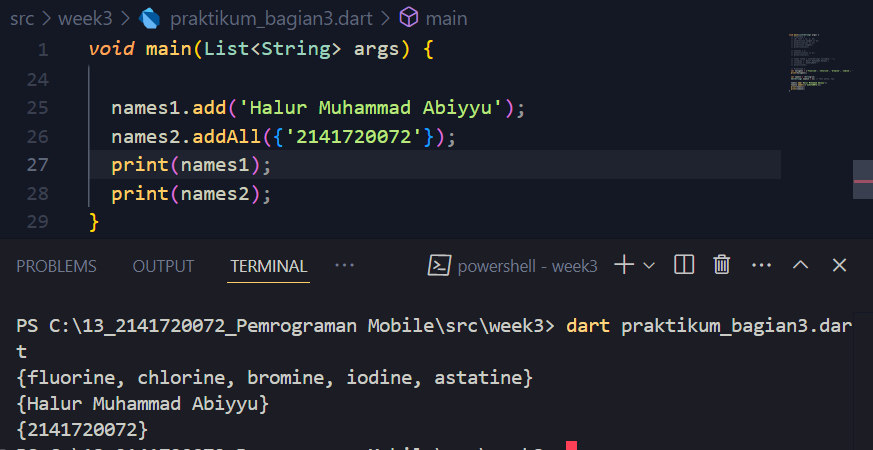 src > week3 > praktikum_bagian3.dart > main
1 void main(List<String> args) {
24
25 names1.add('Halur Muhammad Abiyyu');
26 names2.addAll({'2141720072'});
27 print(names1);
28 print(names2);
29 }
PROBLEMS OUTPUT TERMINAL ··· powershell - week3
PS C:\13_2141720072_Pemrograman Mobile\src\week3> dart praktikum_bagian3.dar
t
{fluorine, chlorine, bromine, iodine, astatine}
{Halur Muhammad Abiyyu}
{2141720072}